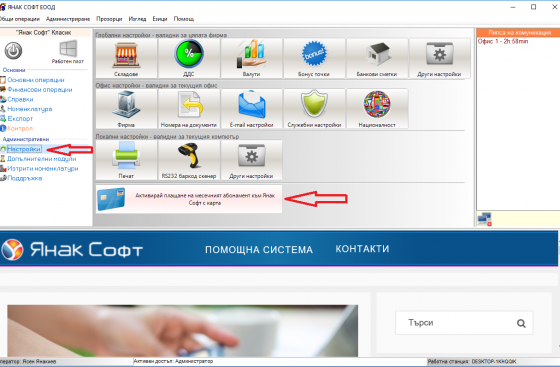 ЯНАК СОФТ ЕООД
Общи операции Администриране Прозорци Изглед Езици Помощ
"Янак Софт" Класик
Работен плот
Основни
Основни операции
Финансови операции
Справки
Номенклатура
Експорт
Контрол
Административни
Настройки
Допълнителни модули
Изтрити номенклатури
Поддръжка
Глобални настройки - валидни за цялата фирма
Складове
ДДС
Валути
Бонус точки
Банкови сметки
Други настройки
Офис настройки - валидни за текущия офис
Фирма
Номера на документи
E-mail настройки
Служебни настройки
Националност
Локални настройки - валидни за текущия компютър
Печат
RS232 баркод скенер
Други настройки
Активирай плащане на месечният абонамент към Янак
Софт с карта
Липса на комуникация
Офис 1 - 2h:58min
Янак Софт
ПОМОЩНА СИСТЕМА
КОНТАКТИ
Търси
ператор: Ясен Янакиев
Активен достъп: Администратор
Работна станция: DESKTOP-1KHIQQK